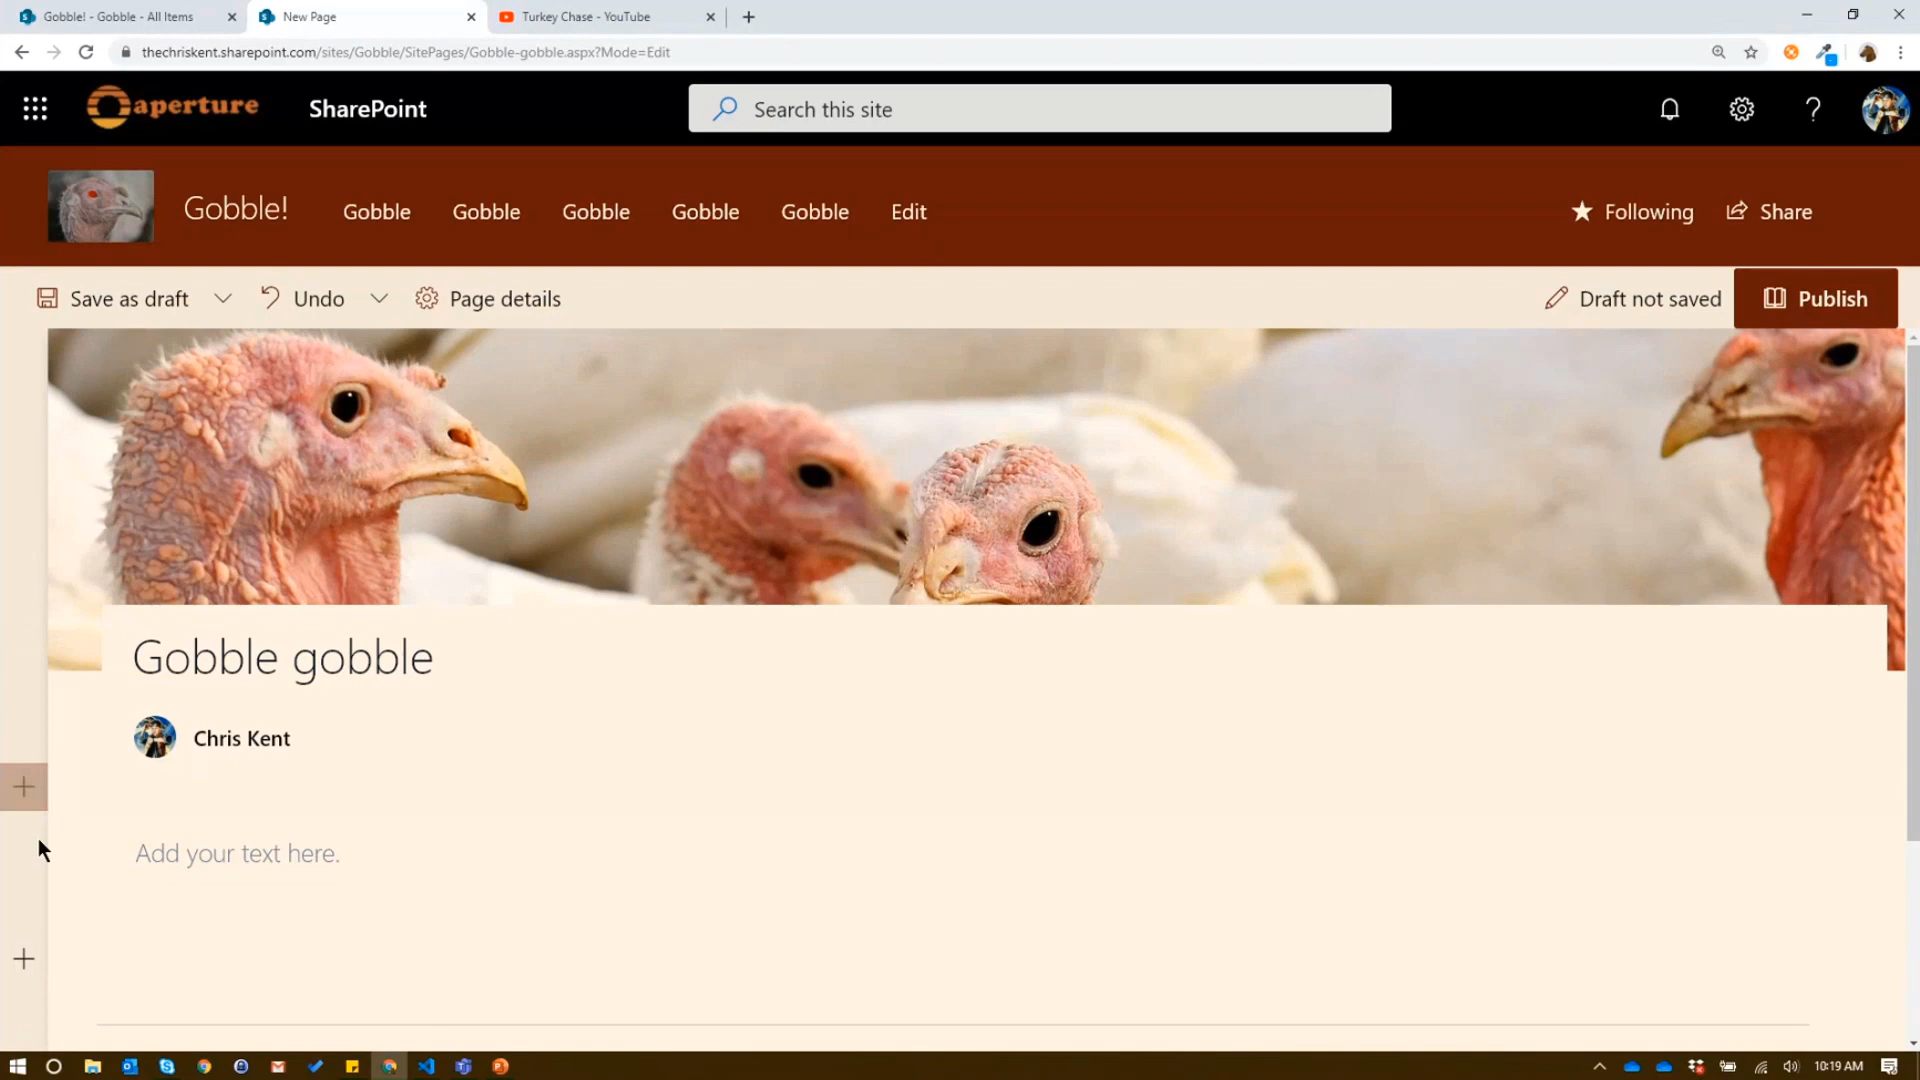 Gobble! - Gobble - All Items
New Page
Turkey Chase - YouTube
thechriskent.sharepoint.com/sites/Gobble/SitePages/Gobble-gobble.aspx?Mode=Edit
aperture
SharePoint
Search this site
Gobble!
Gobble
Gobble
Gobble
Gobble
Gobble
Edit
Following
Share
Save as draft
Undo
Page details
Draft not saved
Publish
Gobble gobble
Chris Kent
Add your text here.
10:19 AM